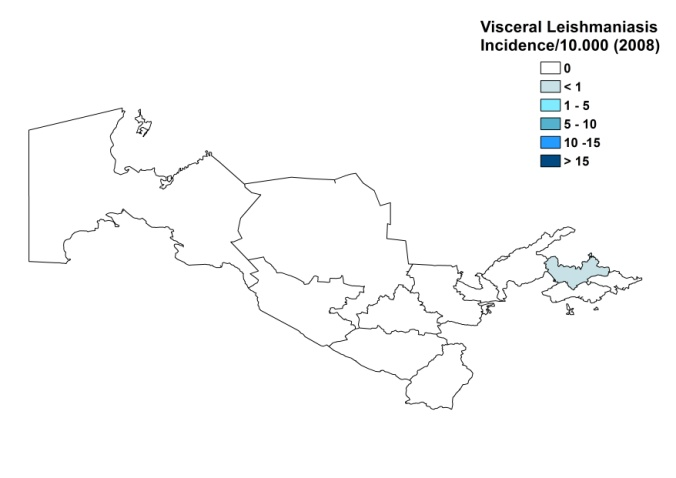 Visceral Leishmaniasis
Incidence/10.000 (2008)
0
< 1
1 - 5
5 - 10
10 -15
> 15